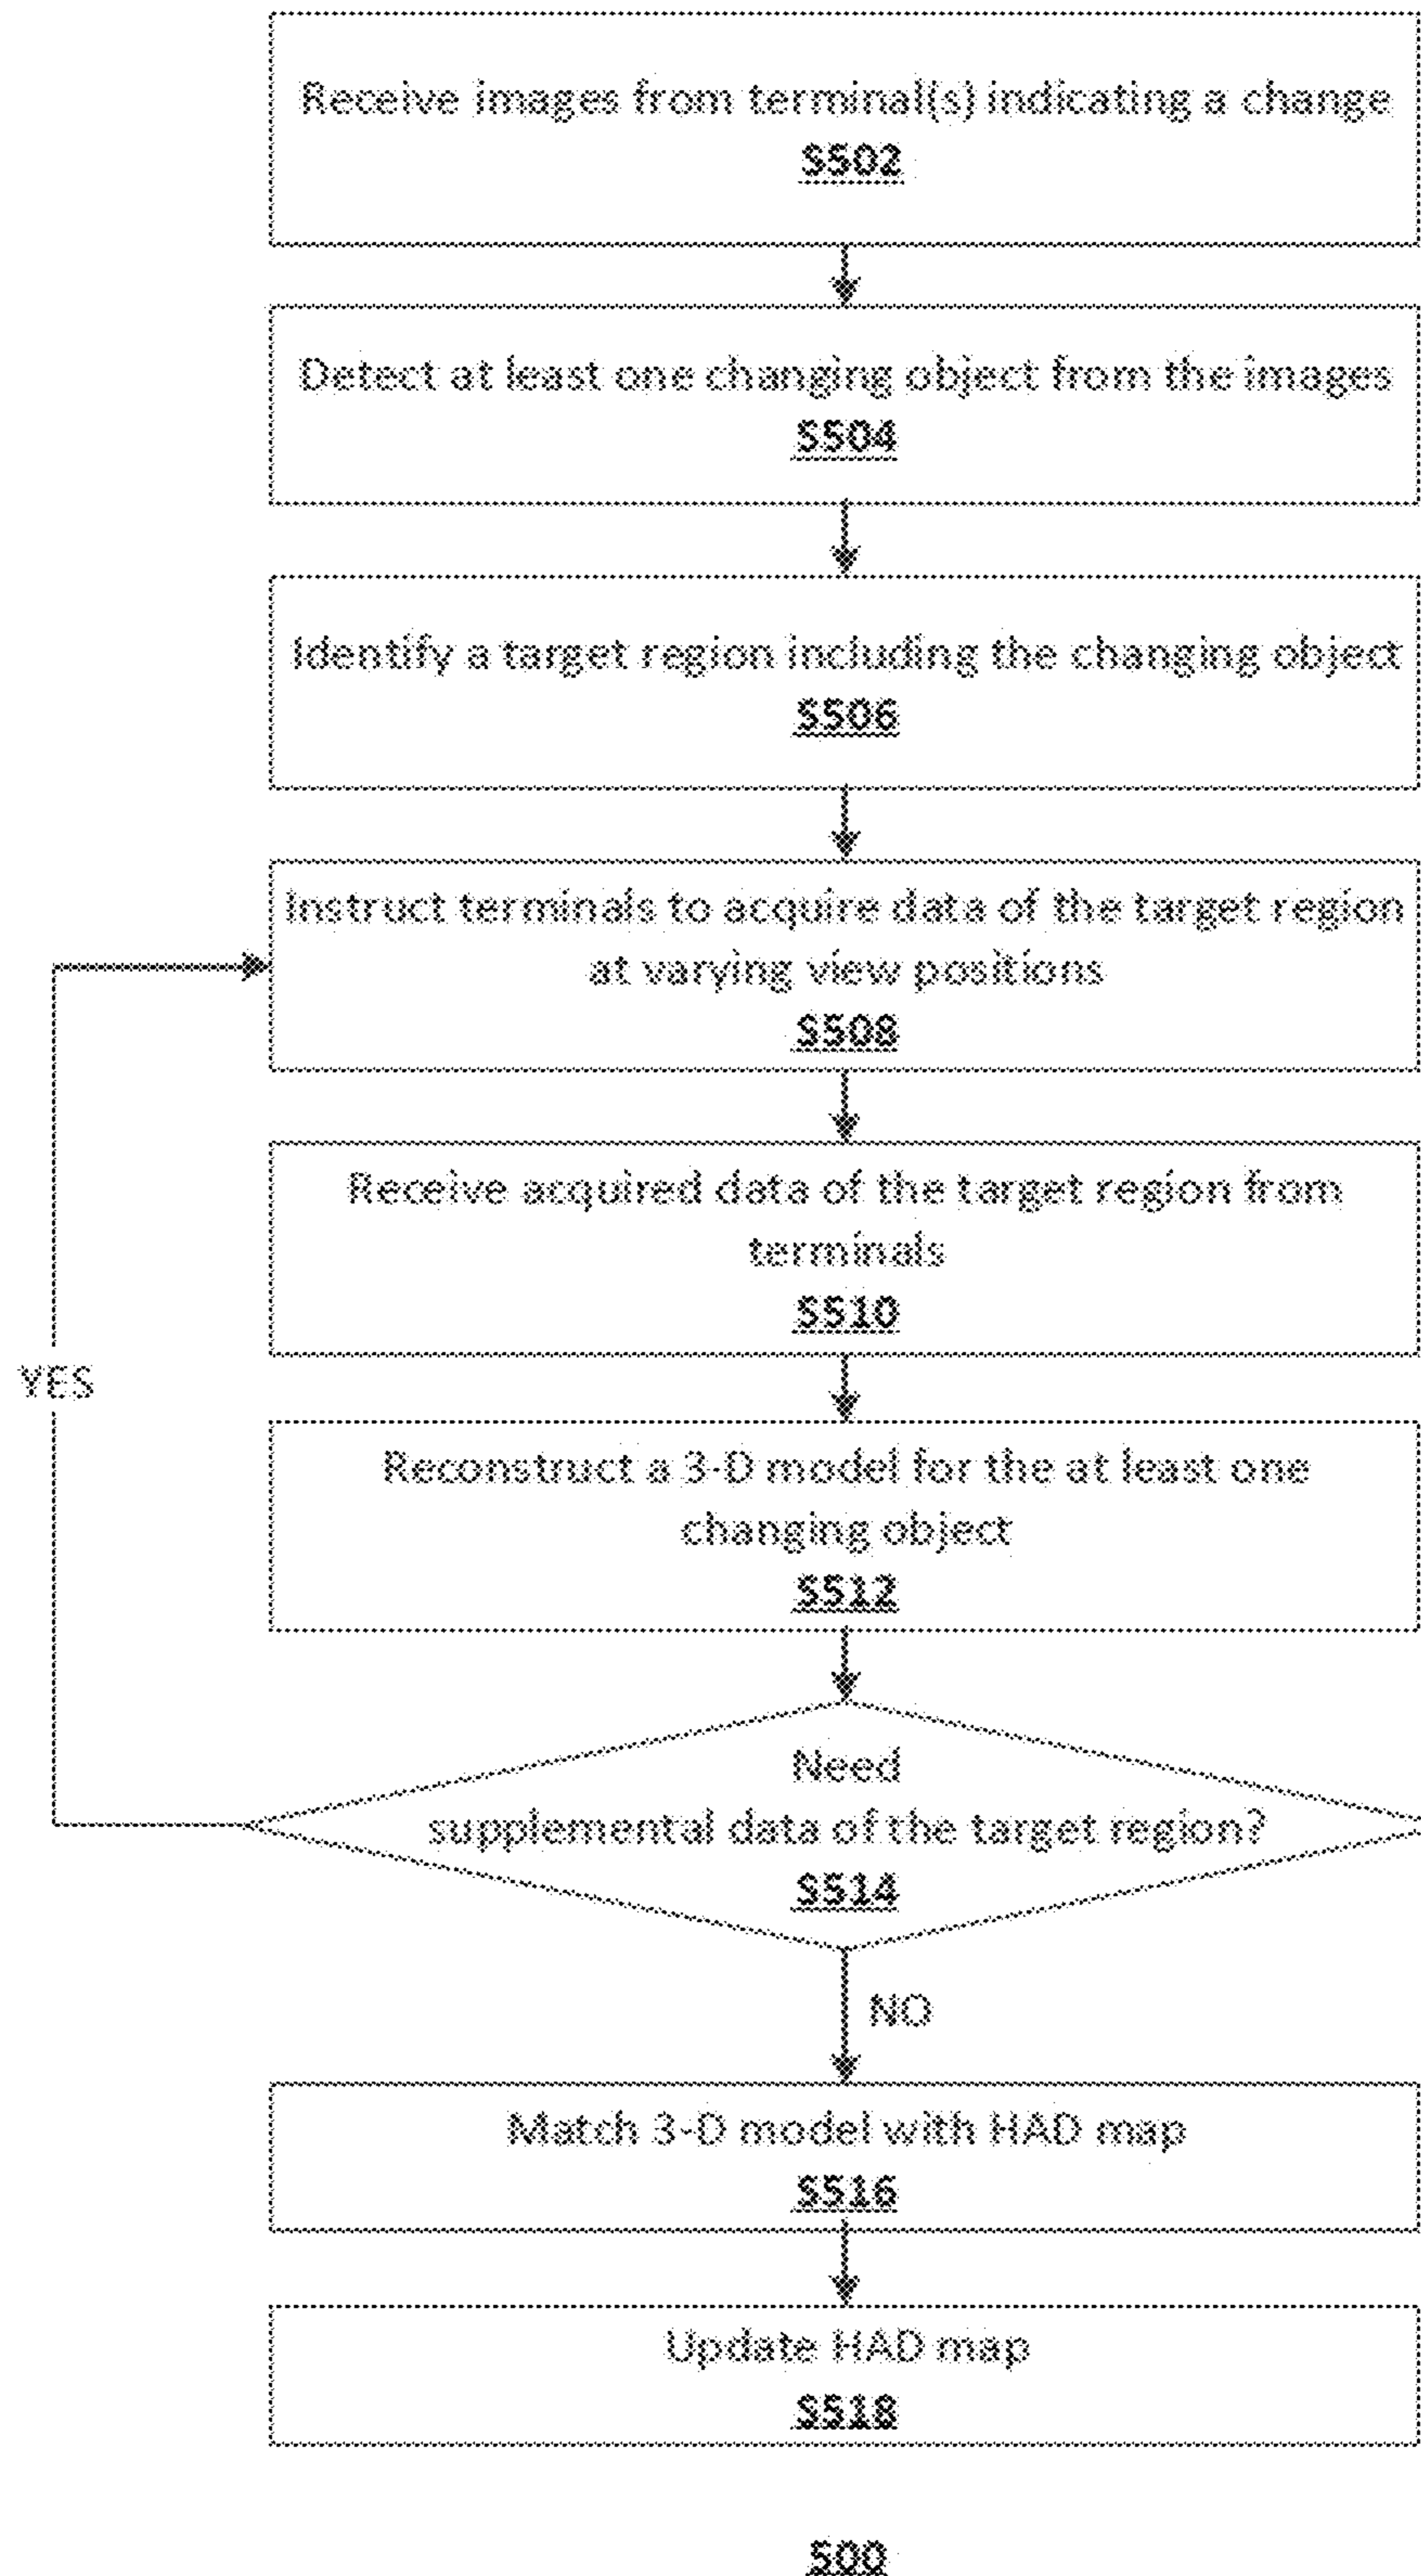 Receive images from terminal(s) indicating a change
S502
Detect at least one changing object from the images
S504
Identify a target region including the changing object
S506
Instruct terminals to acquire data of the target region
at varying view positions
S508
Receive acquired data of the target region from
terminals
S510
YES
Reconstruct a 3-D model for the at least one
changing object
S512
Need
supplemental data of the target region?
S514
NO
Match 3-D model with HAD map
S516
Update HAD map
S518
500